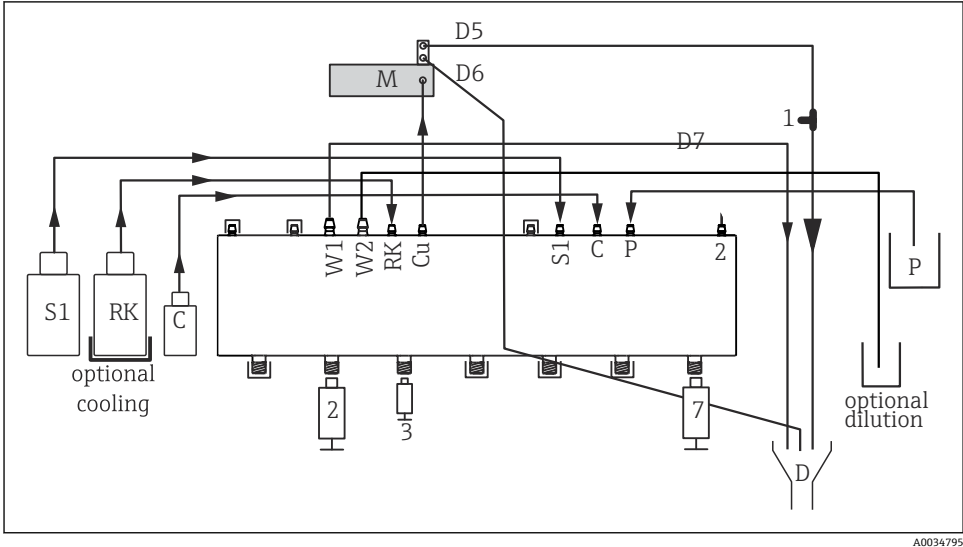 D5
M
D6
1
D7
W1
W2
RK
Cu
S1
C
P
2
P
S1
RK
C
optional
cooling
2
3
7
optional
dilution
D
A0034795